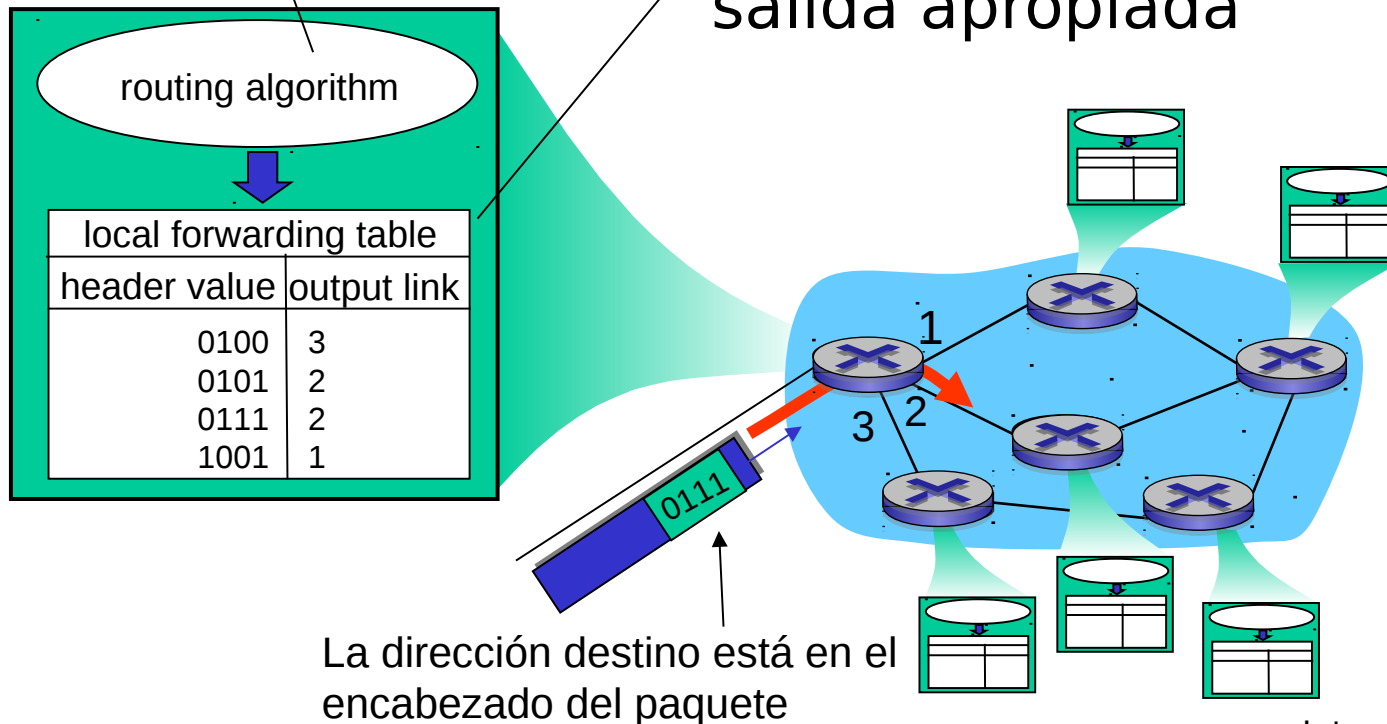 salida apropiada
routing algorithm
local forwarding table
header value output link
0100 3
0101 2
0111 2
1001 1
1
2
3
0111
La dirección destino está en el
encabezado del paquete